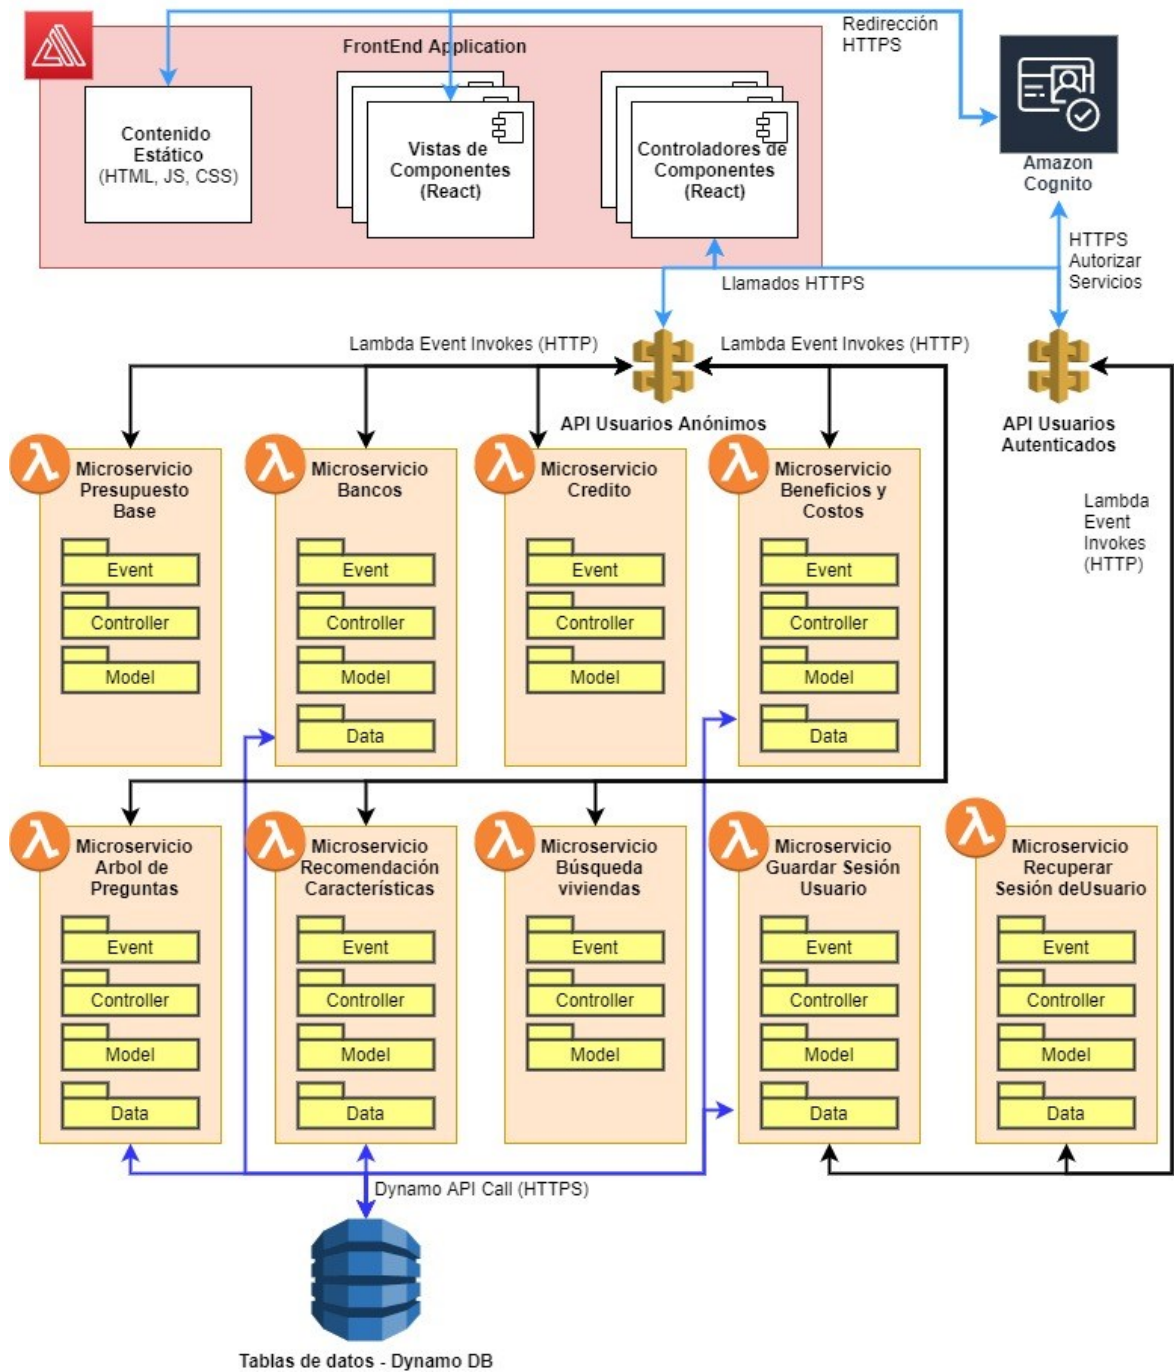 Redirección
HTTPS
FrontEnd Application
Contenido
Estático
(HTML, JS, CSS)
Vistas de
Componentes
(React)
Controladores de
Componentes
(React)
Amazon
Cognito
HTTPS
Autorizar
Servicios
Llamados HTTPS
Lambda Event Invokes (HTTP)
Lambda Event Invokes (HTTP)
API Usuarios Anónimos
API Usuarios
Autenticados
Lambda
Event
Invokes
(HTTP)
Microservicio
Presupuesto
Base
Event
Controller
Model
Microservicio
Bancos
Event
Controller
Model
Data
Microservicio
Credito
Event
Controller
Model
Microservicio
Beneficios y
Costos
Event
Controller
Model
Data
Microservicio
Arbol de
Preguntas
Event
Controller
Model
Data
Microservicio
Recomendación
Características
Event
Controller
Model
Data
Microservicio
Búsqueda
viviendas
Event
Controller
Model
Microservicio
Guardar Sesión
Usuario
Event
Controller
Model
Data
Microservicio
Recuperar
Sesión deUsuario
Event
Controller
Model
Data
Dynamo API Call (HTTPS)
Tablas de datos - Dynamo DB